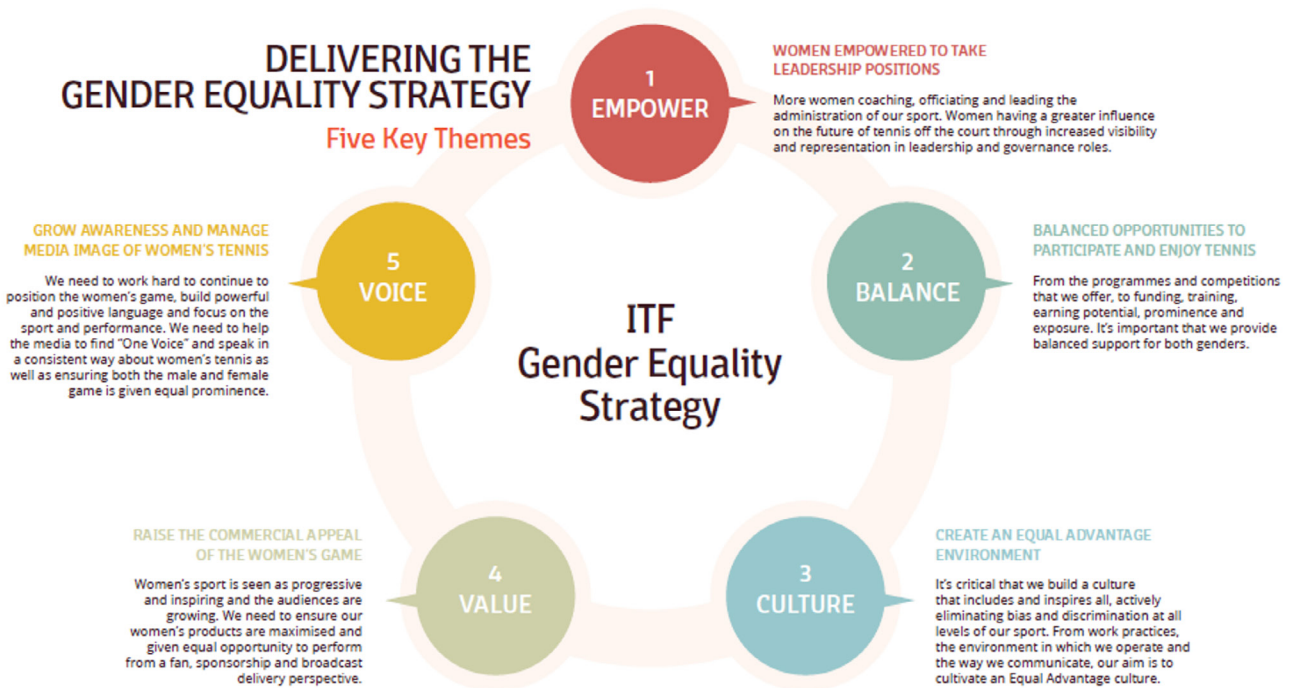 DELIVERING THE
GENDER EQUALITY STRATEGY
Five Key Themes
1
EMPOWER
WOMEN EMPOWERED TO TAKE
LEADERSHIP POSITIONS
More women coaching, officiating and leading the
administration of our sport. Women having a greater influence
on the future of tennis off the court through increased visibility
and representation in leadership and governance roles.
2
BALANCE
BALANCED OPPORTUNITIES TO
PARTICIPATE AND ENJOY TENNIS
From the programmes and competitions
that we offer, to funding, training,
earning potential, prominence and
exposure. It's important that we provide
balanced support for both genders.
3
CULTURE
CREATE AN EQUAL ADVANTAGE
ENVIRONMENT
It's critical that we build a culture
that includes and inspires all, actively
eliminating bias and discrimination at all
levels of our sport. From work practices,
the environment in which we operate and
the way we communicate, our aim is to
cultivate an Equal Advantage culture.
4
VALUE
RAISE THE COMMERCIAL APPEAL
OF THE WOMEN'S GAME
Women's sport is seen as progressive
and inspiring and the audiences are
growing. We need to ensure our
women's products are maximised and
given equal opportunity to perform
from a fan, sponsorship and broadcast
delivery perspective.
5
VOICE
GROW AWARENESS AND MANAGE
MEDIA IMAGE OF WOMEN'S TENNIS
We need to work hard to continue to
position the women's game, build powerful
and positive language and focus on the
sport and performance. We need to help
the media to find "One Voice" and speak in
a consistent way about women's tennis as
well as ensuring both the male and female
game is given equal prominence.
ITF
Gender Equality
Strategy